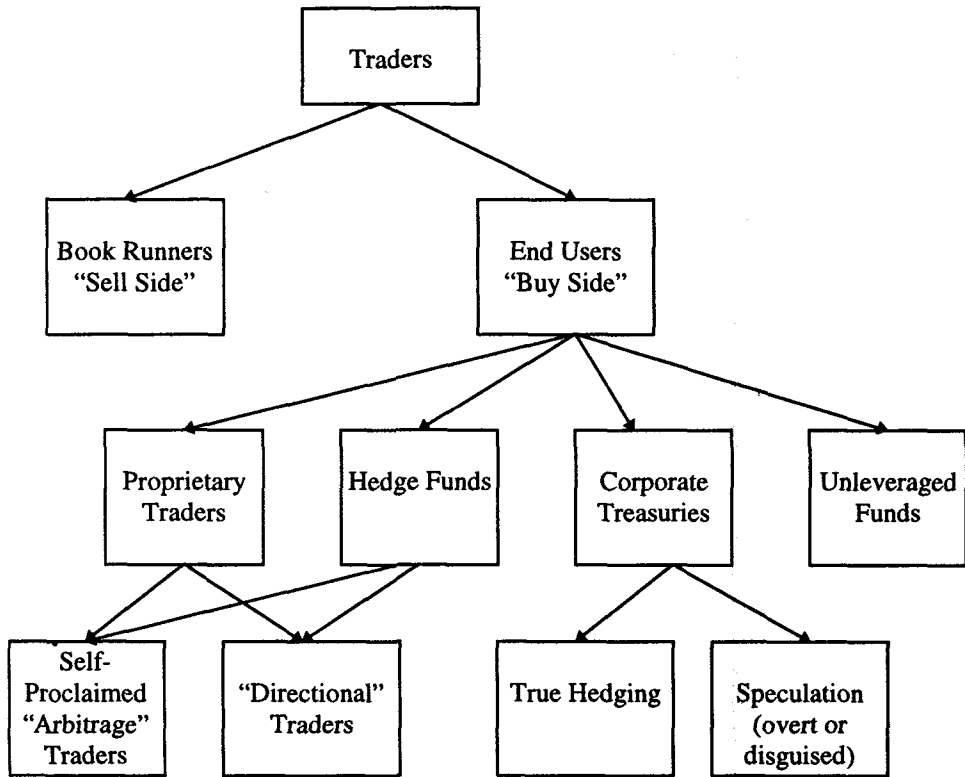 Traders
Book Runners
“Sell Side”
End Users
“Buy Side”
Proprietary
Traders
Hedge Funds
Corporate
Treasuries
Unleveraged
Funds
Self-
Proclaimed
“Arbitrage”
Traders
“Directional”
Traders
True Hedging
Speculation
(overt or
disguised)